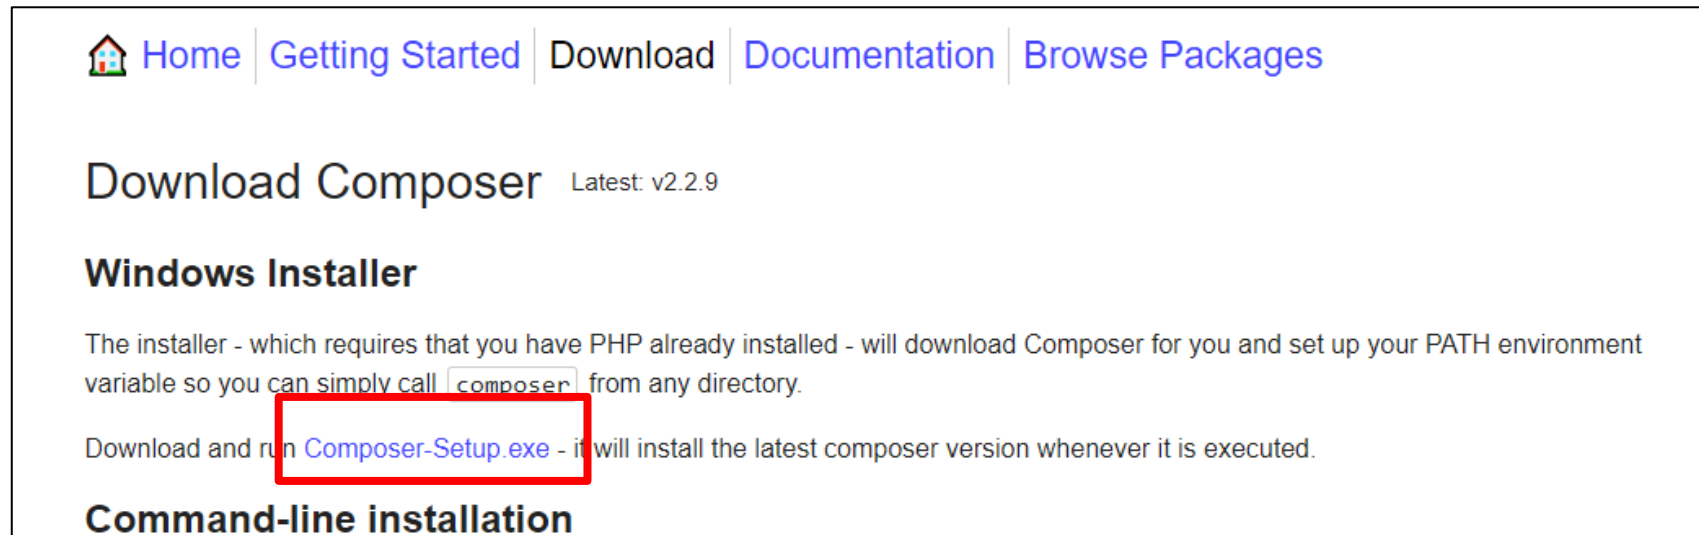 Home Getting Started Download Documentation Browse Packages
Download Composer Latest: v2.2.9
Windows Installer
The installer - which requires that you have PHP already installed - will download Composer for you and set up your PATH environment
variable so you can simply call composer from any directory.
Download and run Composer-Setup.exe - it will install the latest composer version whenever it is executed.
Command-line installation